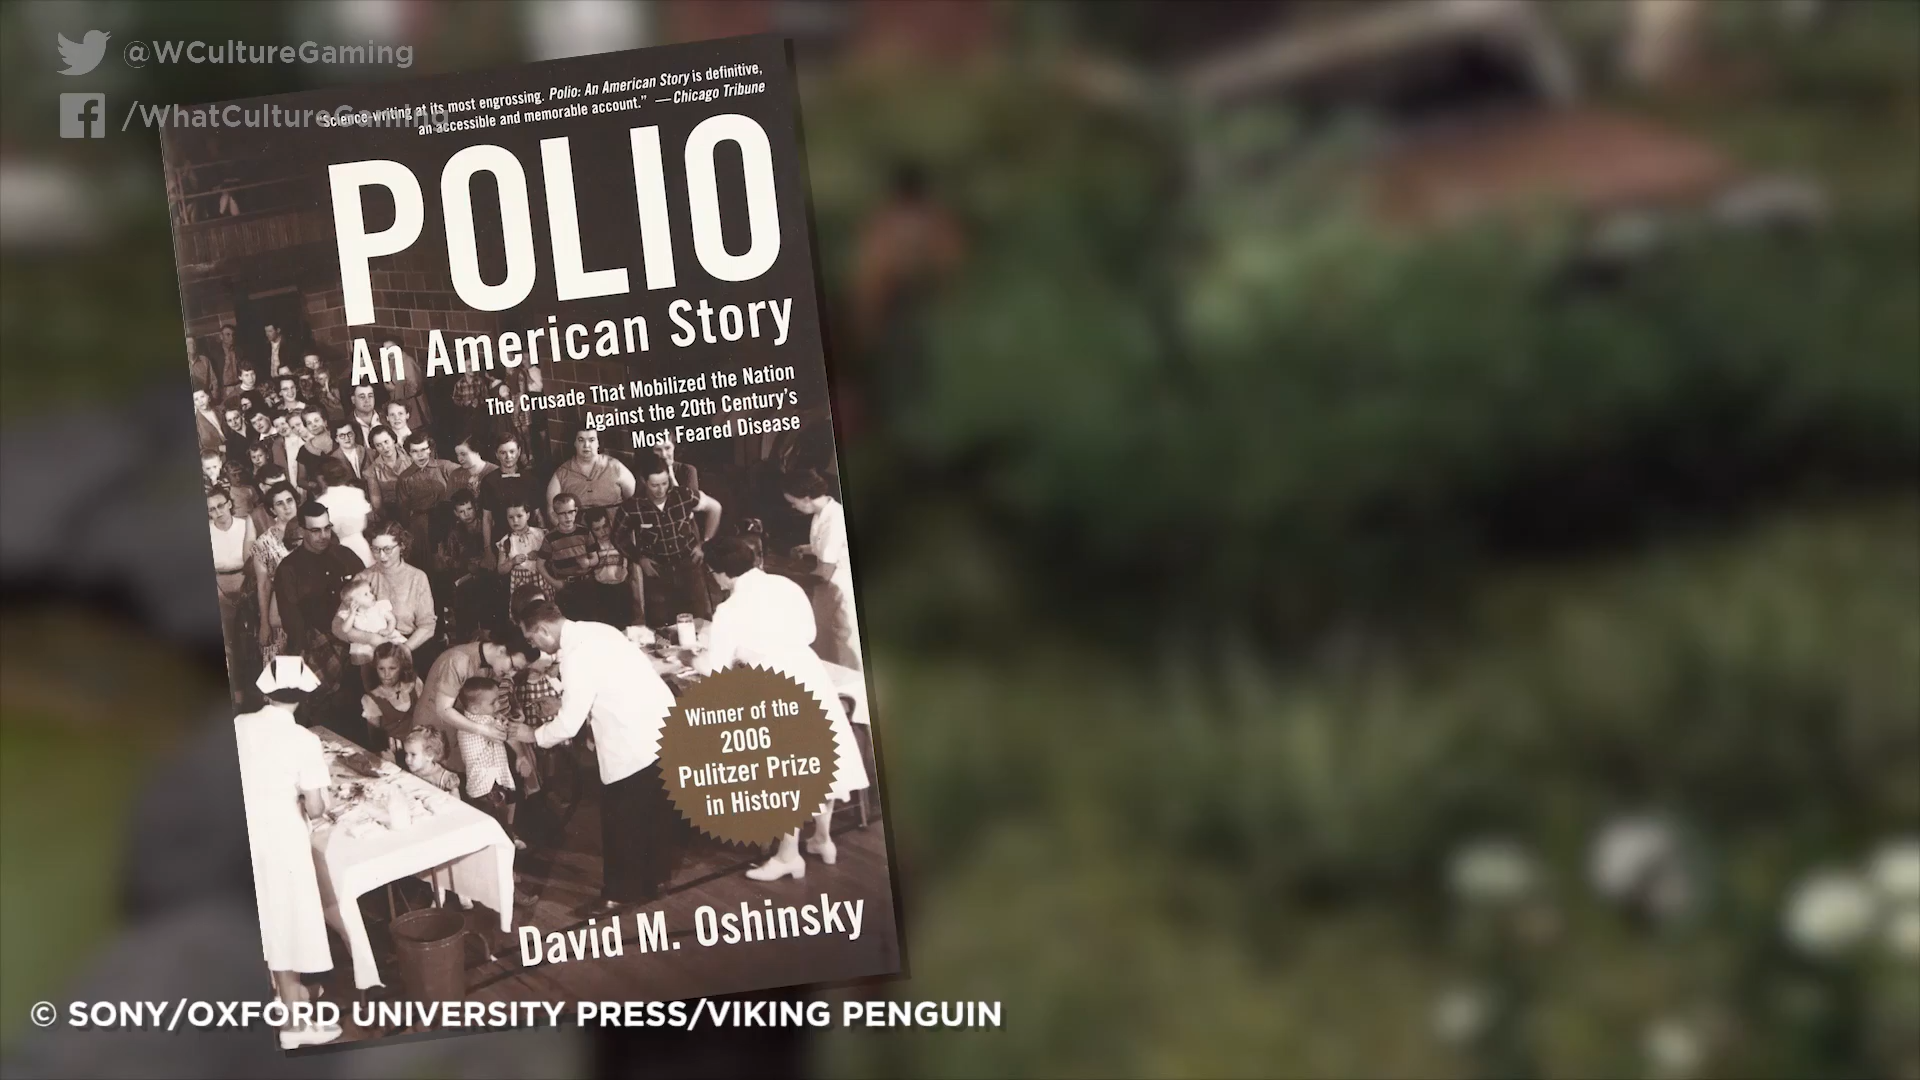 @WCultureGaming
/WhatCultureGaming
"Science-writing at its most engrossing. Polio: An American Story is definitive,
an accessible and memorable account." —Chicago Tribune
POLIO
An American Story
The Crusade That Mobilized the Nation
Against the 20th Century's
Most Feared Disease
Winner of the
2006
Pulitzer Prize
in History
David M. Oshinsky
© SONY/OXFORD UNIVERSITY PRESS/VIKING PENGUIN